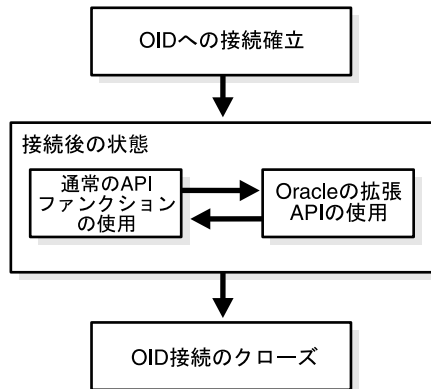 OIDへの接続確立
接続後の状態
通常のAPI
ファンクション
の使用
Oracleの拡張
APIの使用
OID接続のクローズ